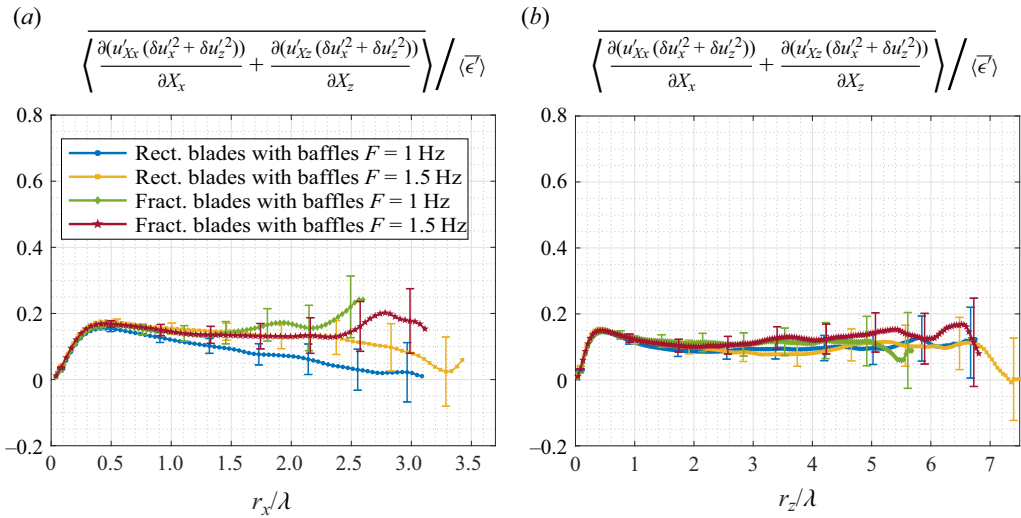 (a)
⟨∂(u′Xx (δu′x² + δu′z²))/∂Xx + ∂(u′Xz (δu′x² + δu′z²))/∂Xz⟩ / ⟨ϵ′⟩
0.8
0.6
0.4
0.2
0
−0.2
Rect. blades with baffles F = 1 Hz
Rect. blades with baffles F = 1.5 Hz
Fract. blades with baffles F = 1 Hz
Fract. blades with baffles F = 1.5 Hz
0 0.5 1.0 1.5 2.0 2.5 3.0 3.5
rx/λ
(b)
⟨∂(u′Xx (δu′x² + δu′z²))/∂Xx + ∂(u′Xz (δu′x² + δu′z²))/∂Xz⟩ / ⟨ϵ′⟩
0.8
0.6
0.4
0.2
0
−0.2
0 1 2 3 4 5 6 7
rz/λ